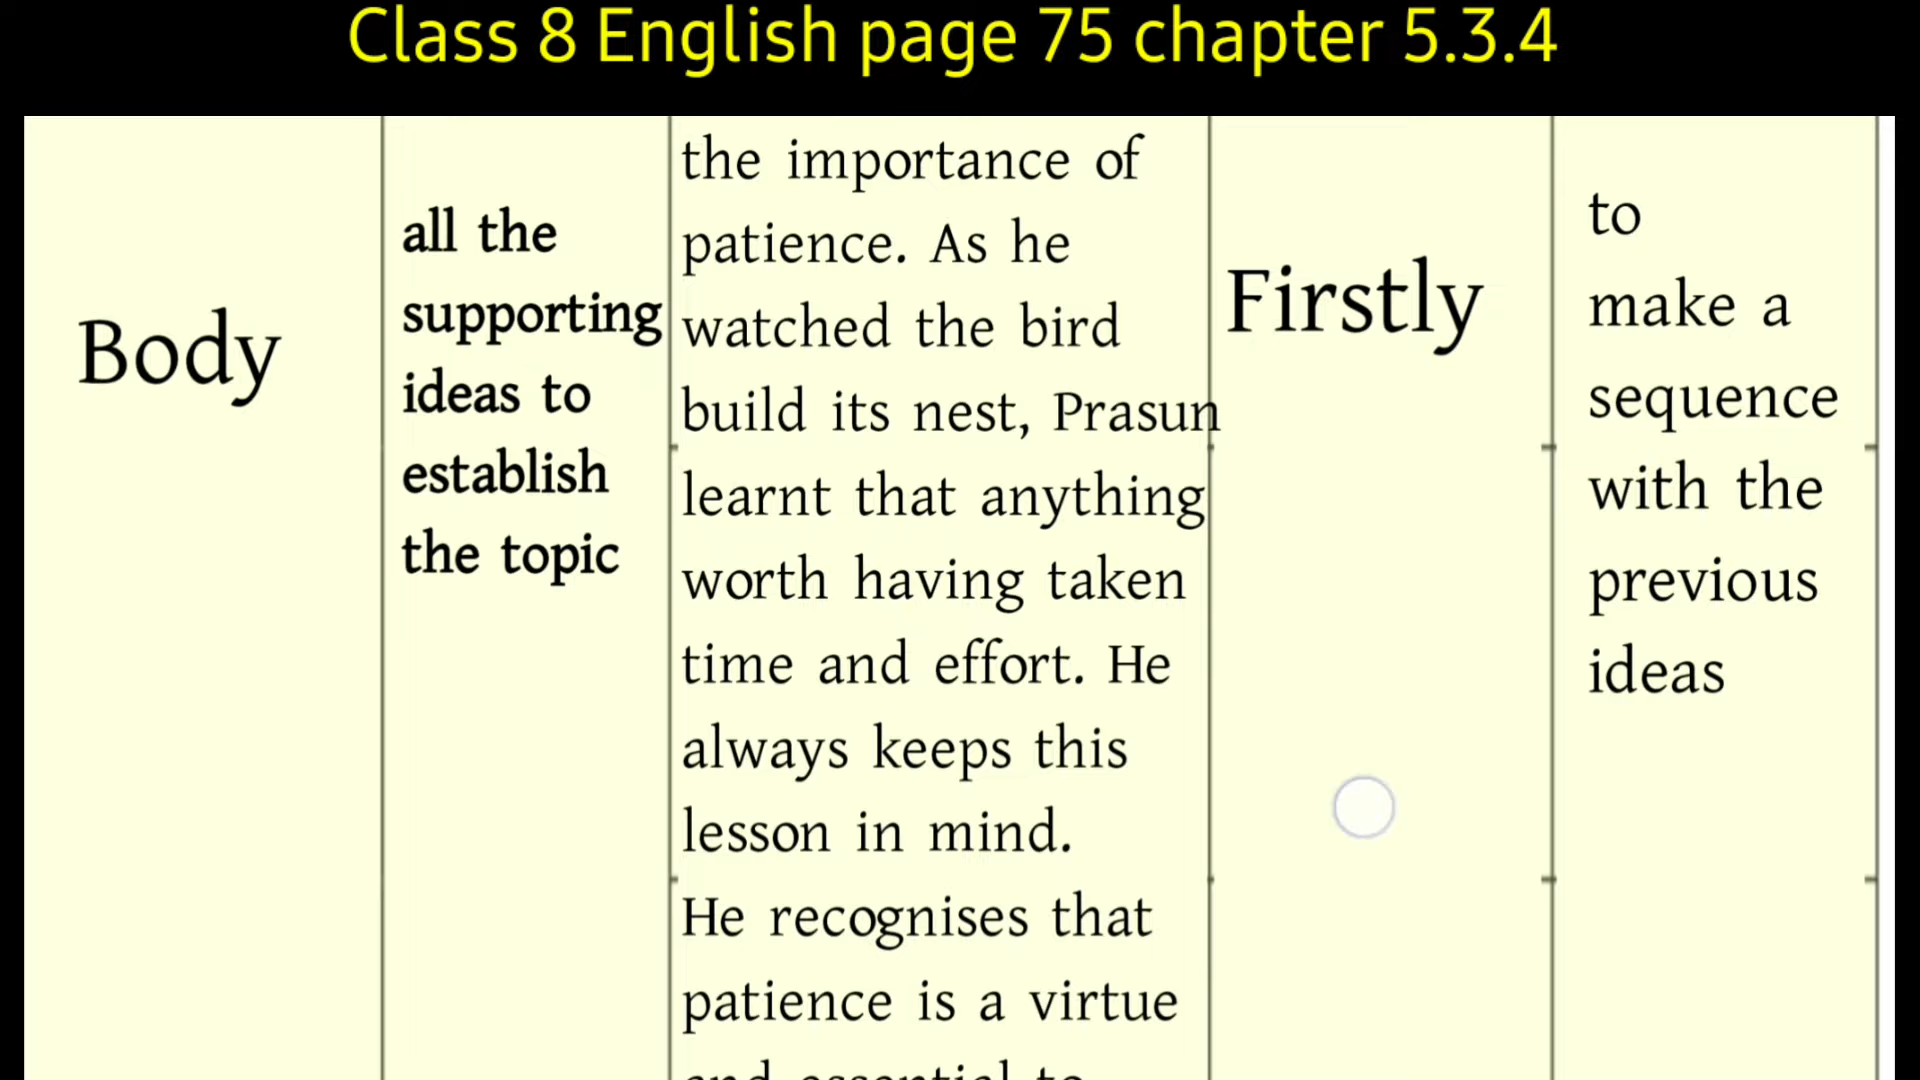 Class 8 English page 75 chapter 5.3.4
Body
all the
supporting
ideas to
establish
the topic
the importance of
patience. As he
watched the bird
build its nest, Prasun
learnt that anything
worth having taken
time and effort. He
always keeps this
lesson in mind.
He recognises that
patience is a virtue
and essential to
Firstly
to
make a
sequence
with the
previous
ideas